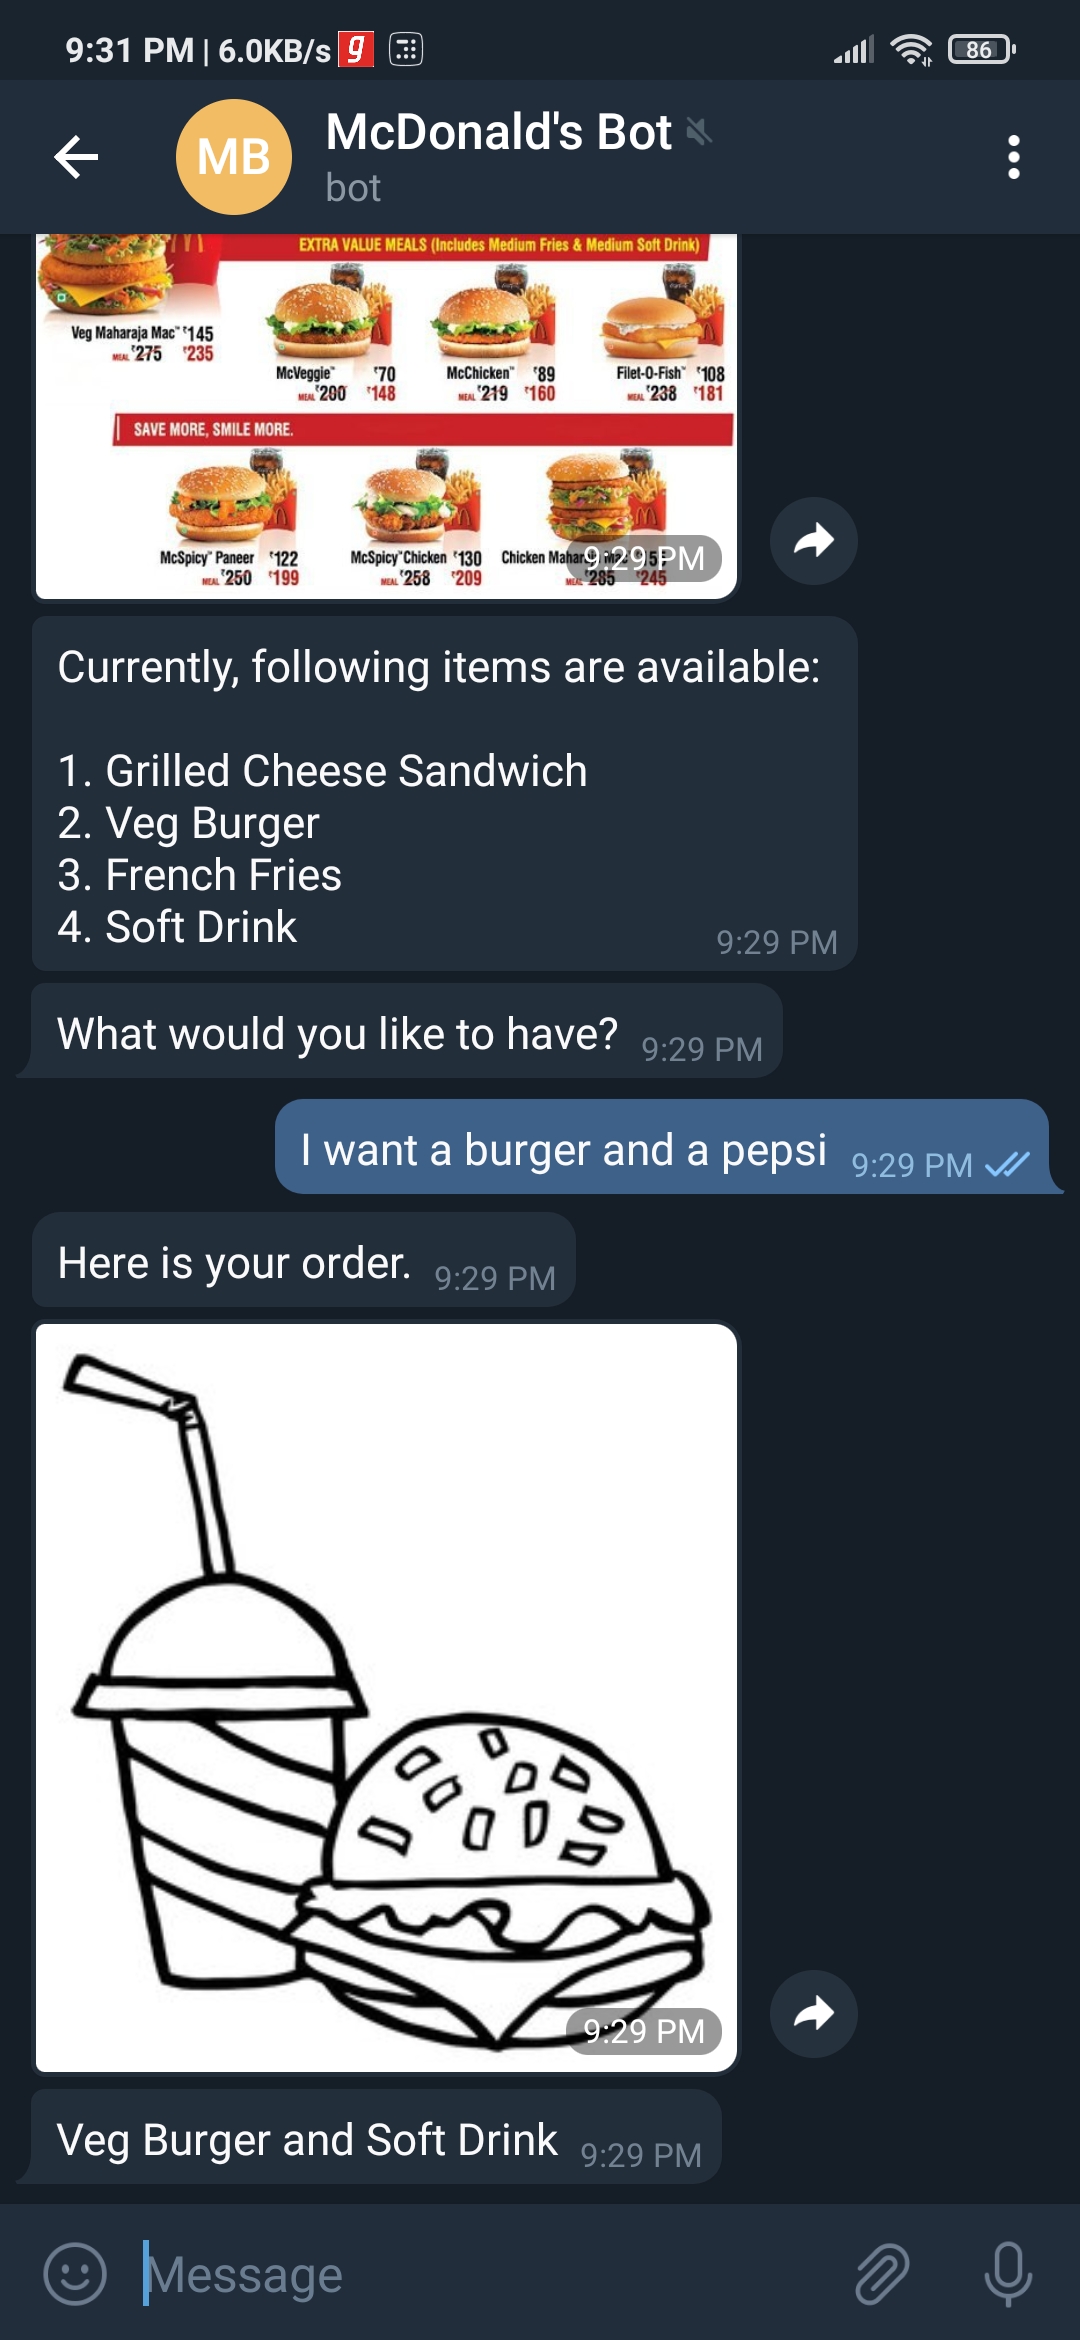 9:31 PM | 6.0KB/s g
86
MB
McDonald's Bot
bot
EXTRA VALUE MEALS (Includes Medium Fries & Medium Soft Drink)
Veg Maharaja Mac™ ₹145
MEAL ₹275 ₹235
McVeggie™ ₹70
MEAL ₹200 ₹148
McChicken™ ₹89
MEAL ₹219 ₹160
Filet-O-Fish™ ₹108
MEAL ₹238 ₹181
SAVE MORE, SMILE MORE.
McSpicy™ Paneer ₹122
MEAL ₹250 ₹199
McSpicy™ Chicken ₹130
MEAL ₹258 ₹209
Chicken
MEAL ₹285 ₹245
9:29 PM
Currently, following items are available:
1. Grilled Cheese Sandwich
2. Veg Burger
3. French Fries
4. Soft Drink
9:29 PM
What would you like to have? 9:29 PM
I want a burger and a pepsi 9:29 PM
Here is your order. 9:29 PM
9:29 PM
Veg Burger and Soft Drink 9:29 PM
Message